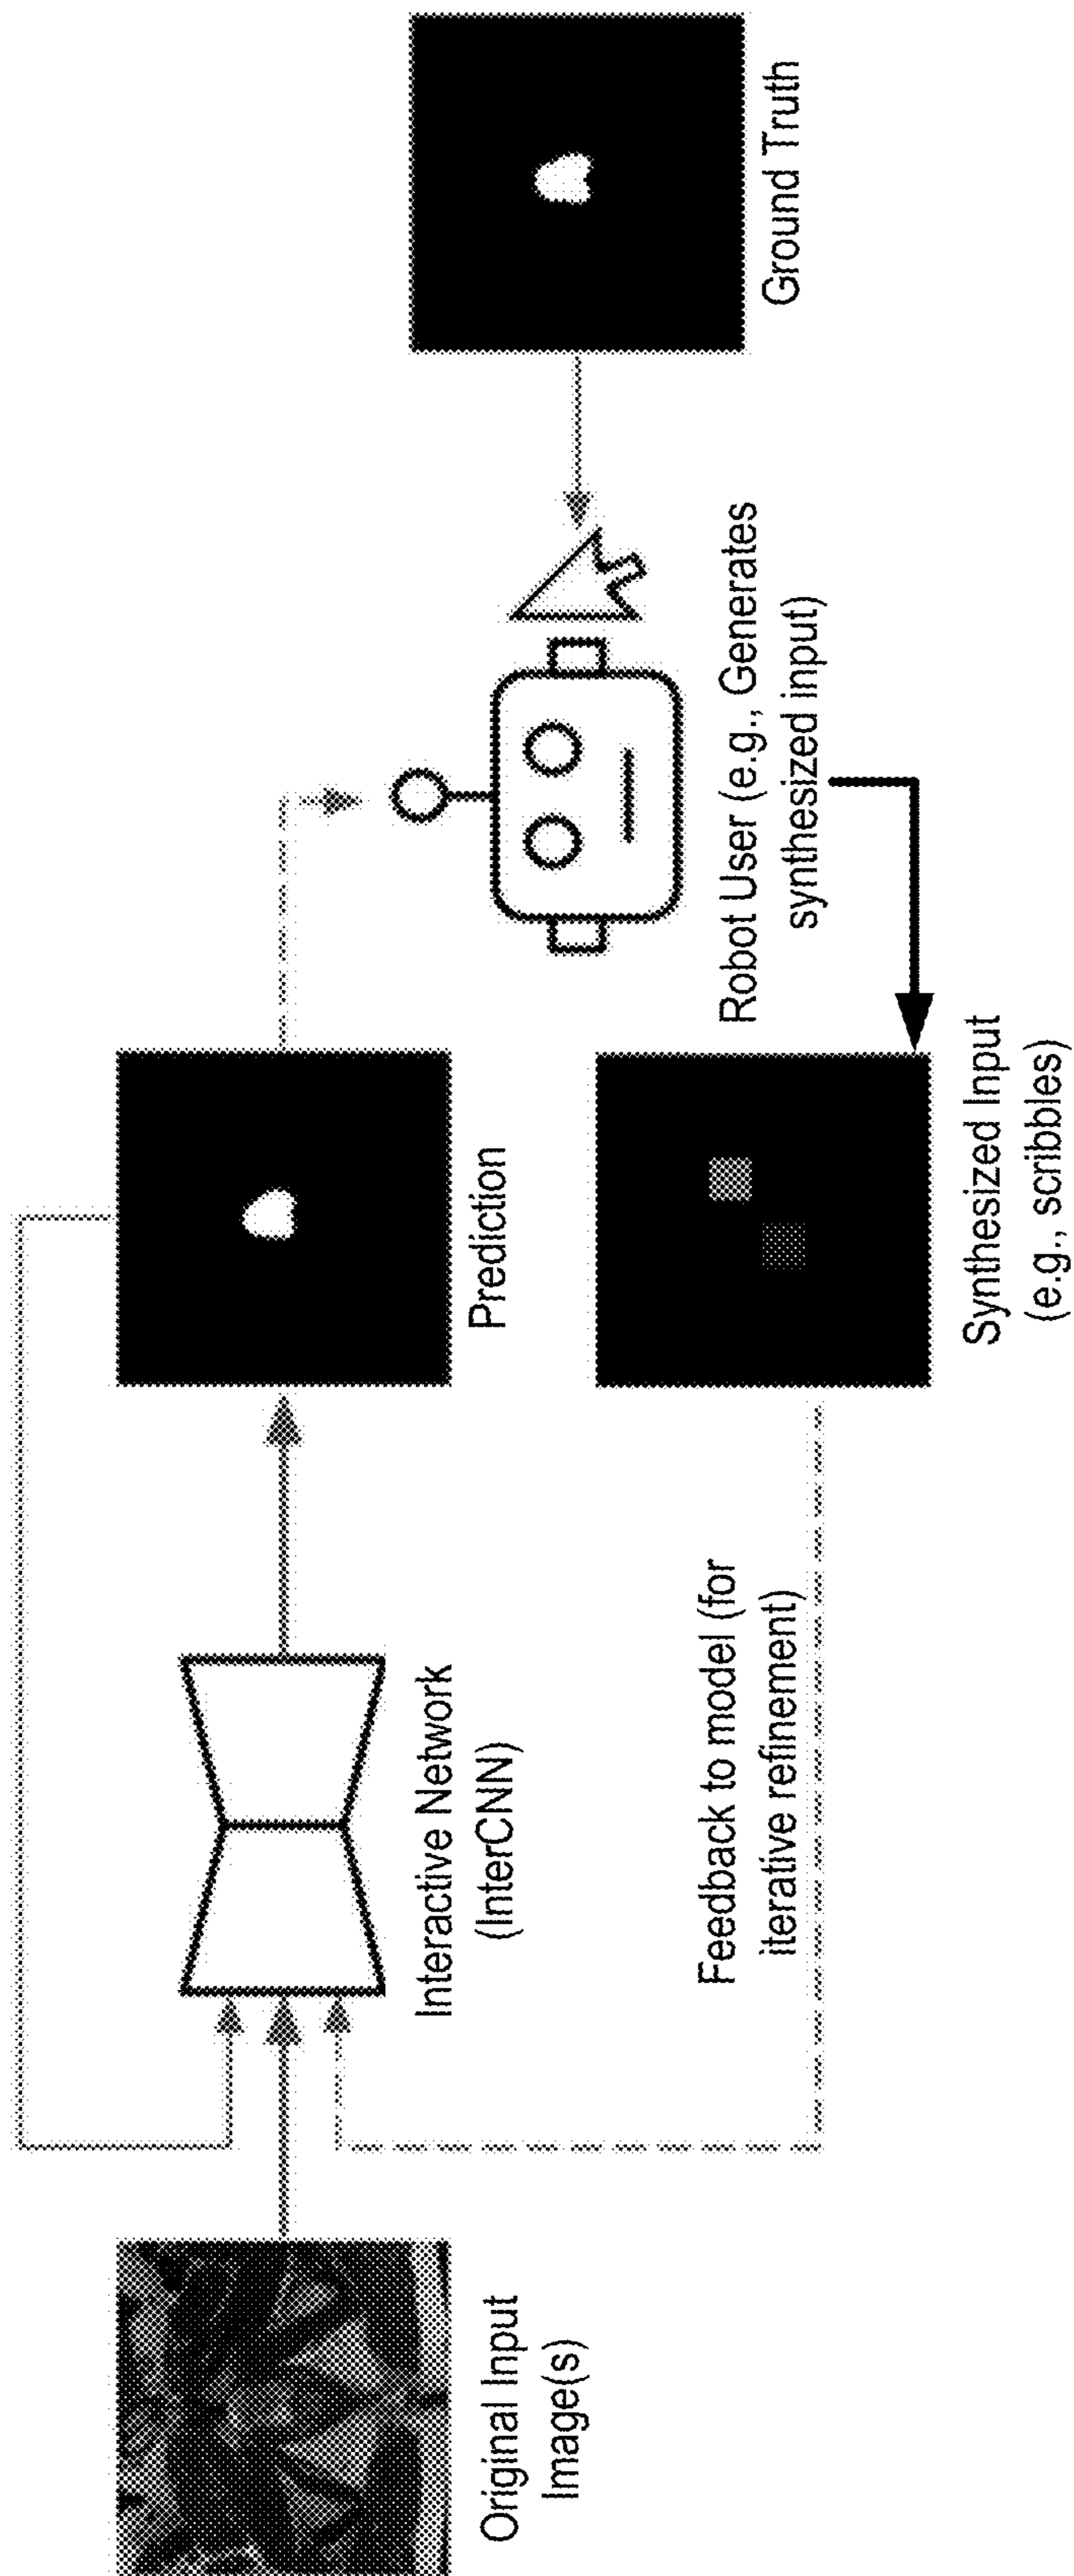 Original Input
Image(s)
Interactive Network
(InterCNN)
Prediction
Feedback to model (for
iterative refinement)
Synthesized Input
(e.g., scribbles)
Robot User (e.g., Generates
synthesized input)
Ground Truth